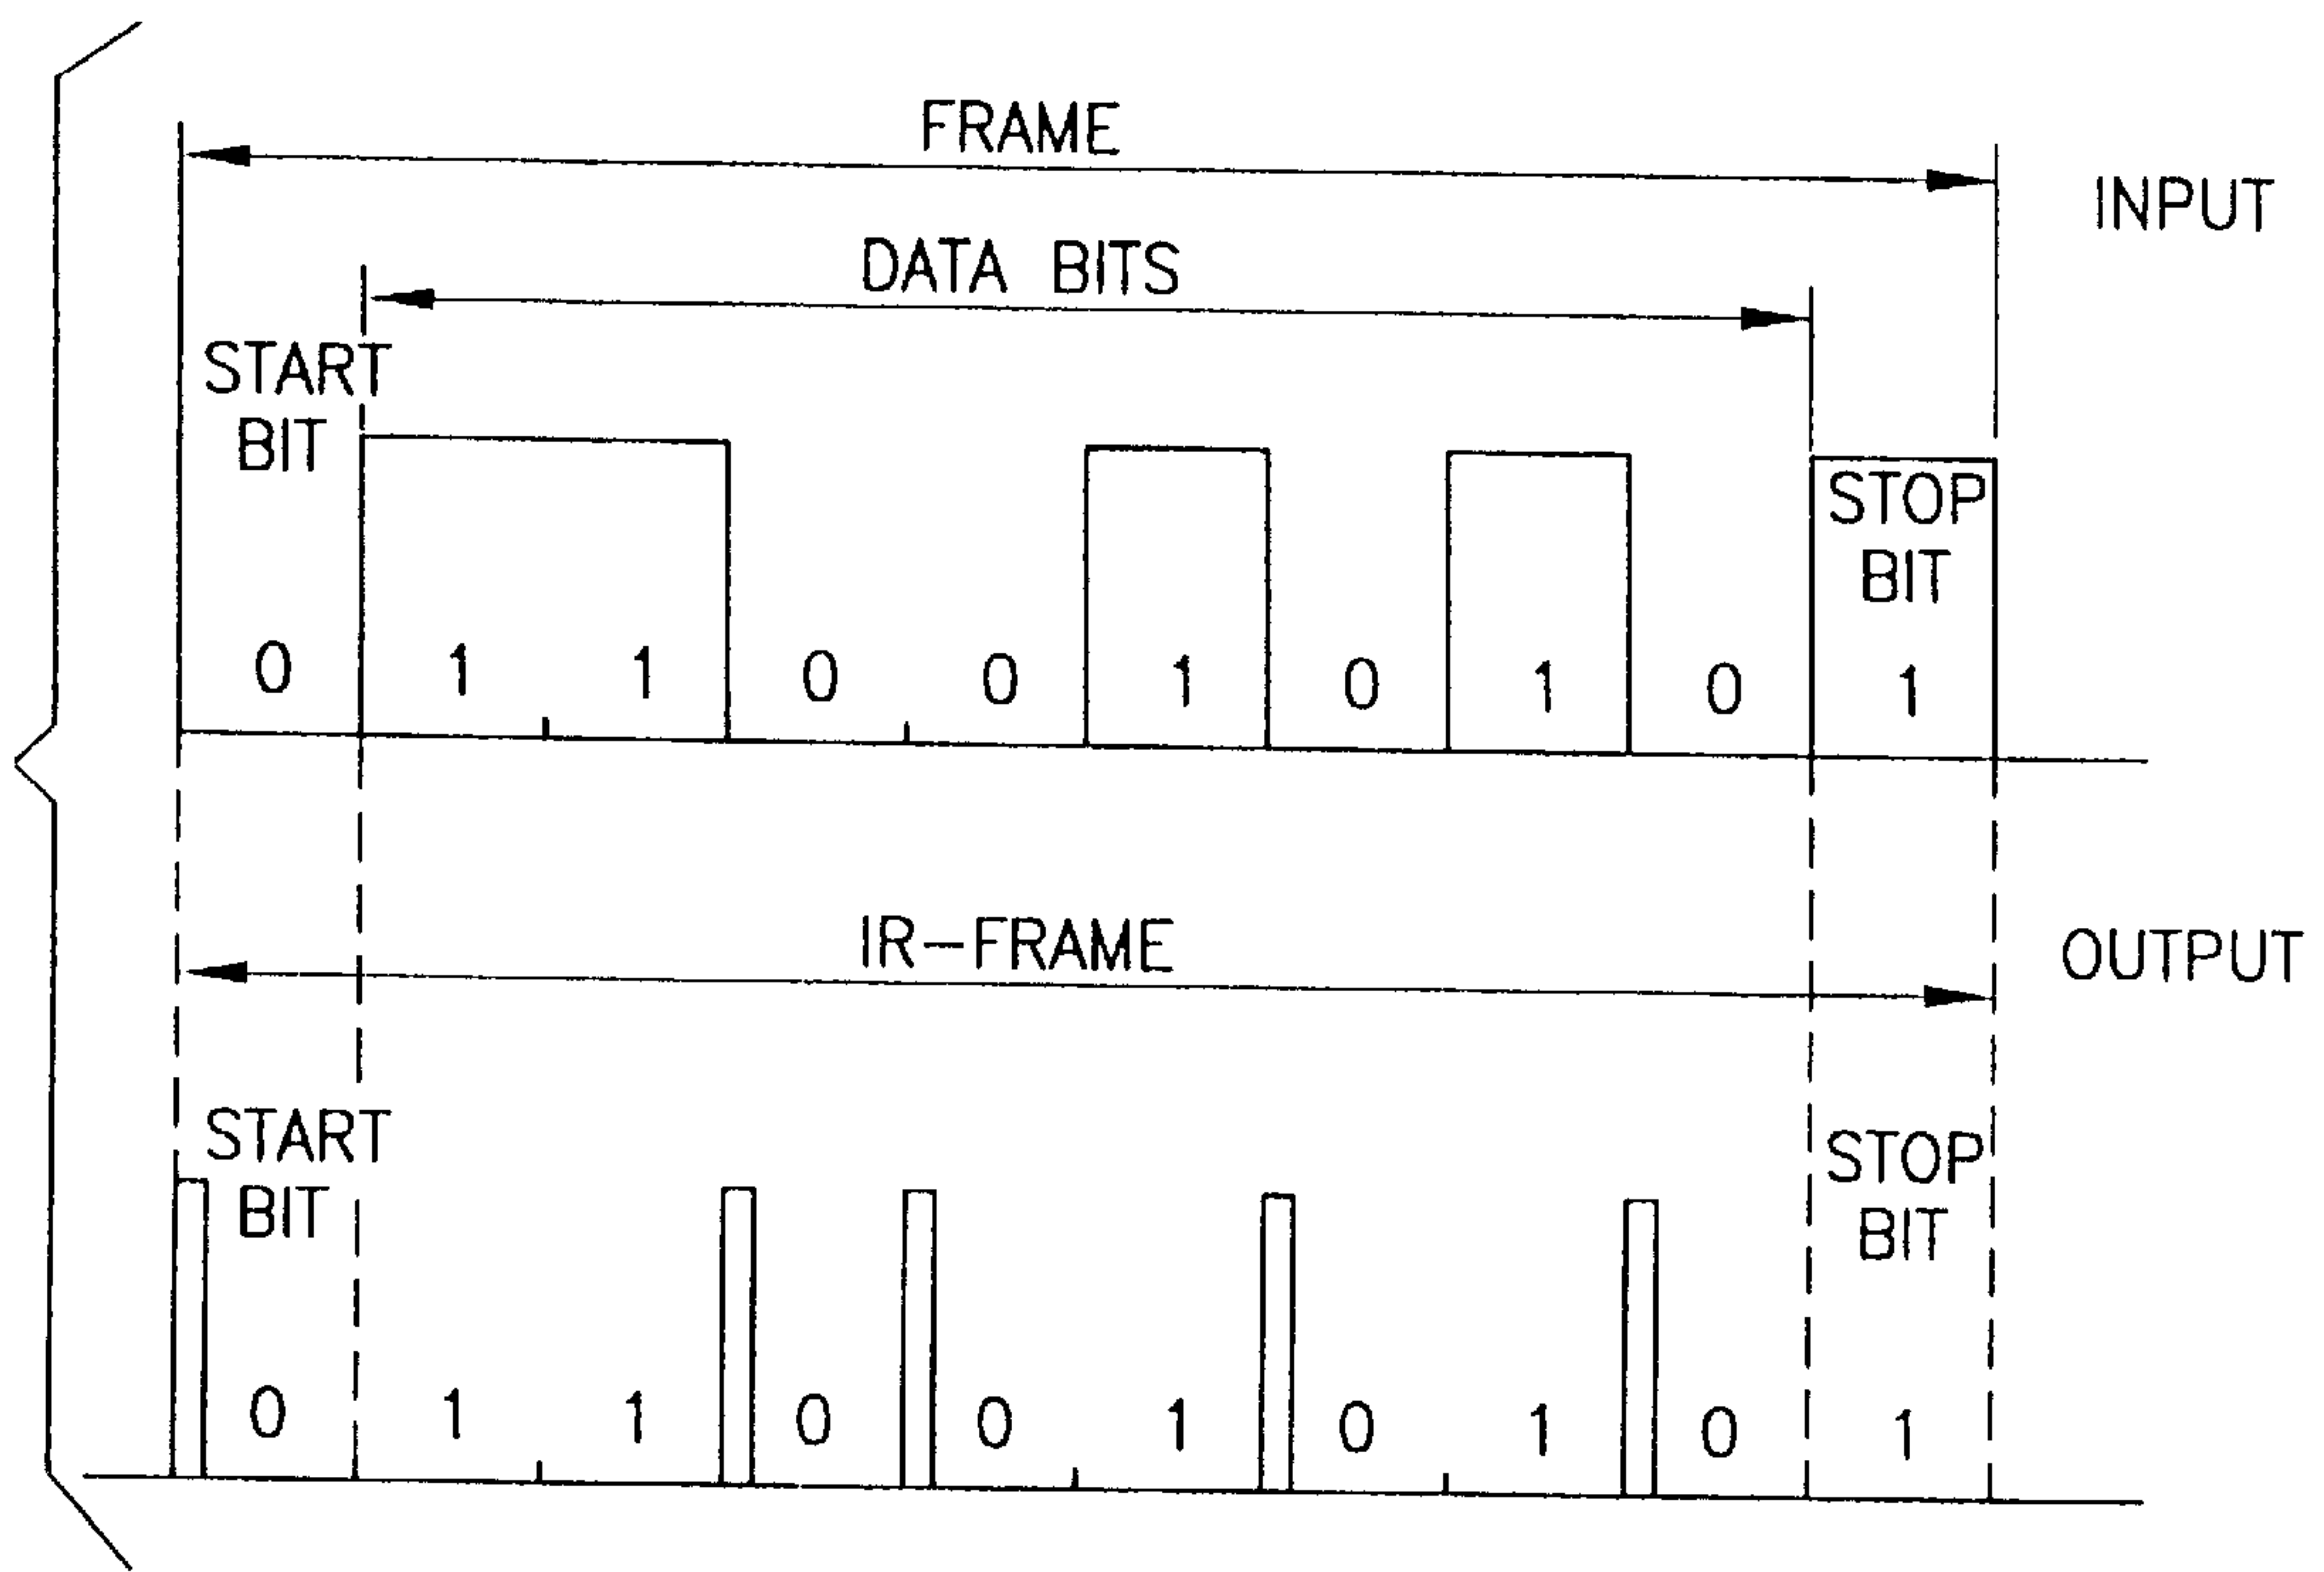 FRAME
INPUT
DATA BITS
START
BIT
STOP
BIT
0 1 1 0 0 1 0 1 0 1
IR-FRAME
OUTPUT
START
BIT
STOP
BIT
0 1 1 0 0 1 0 1 0 1